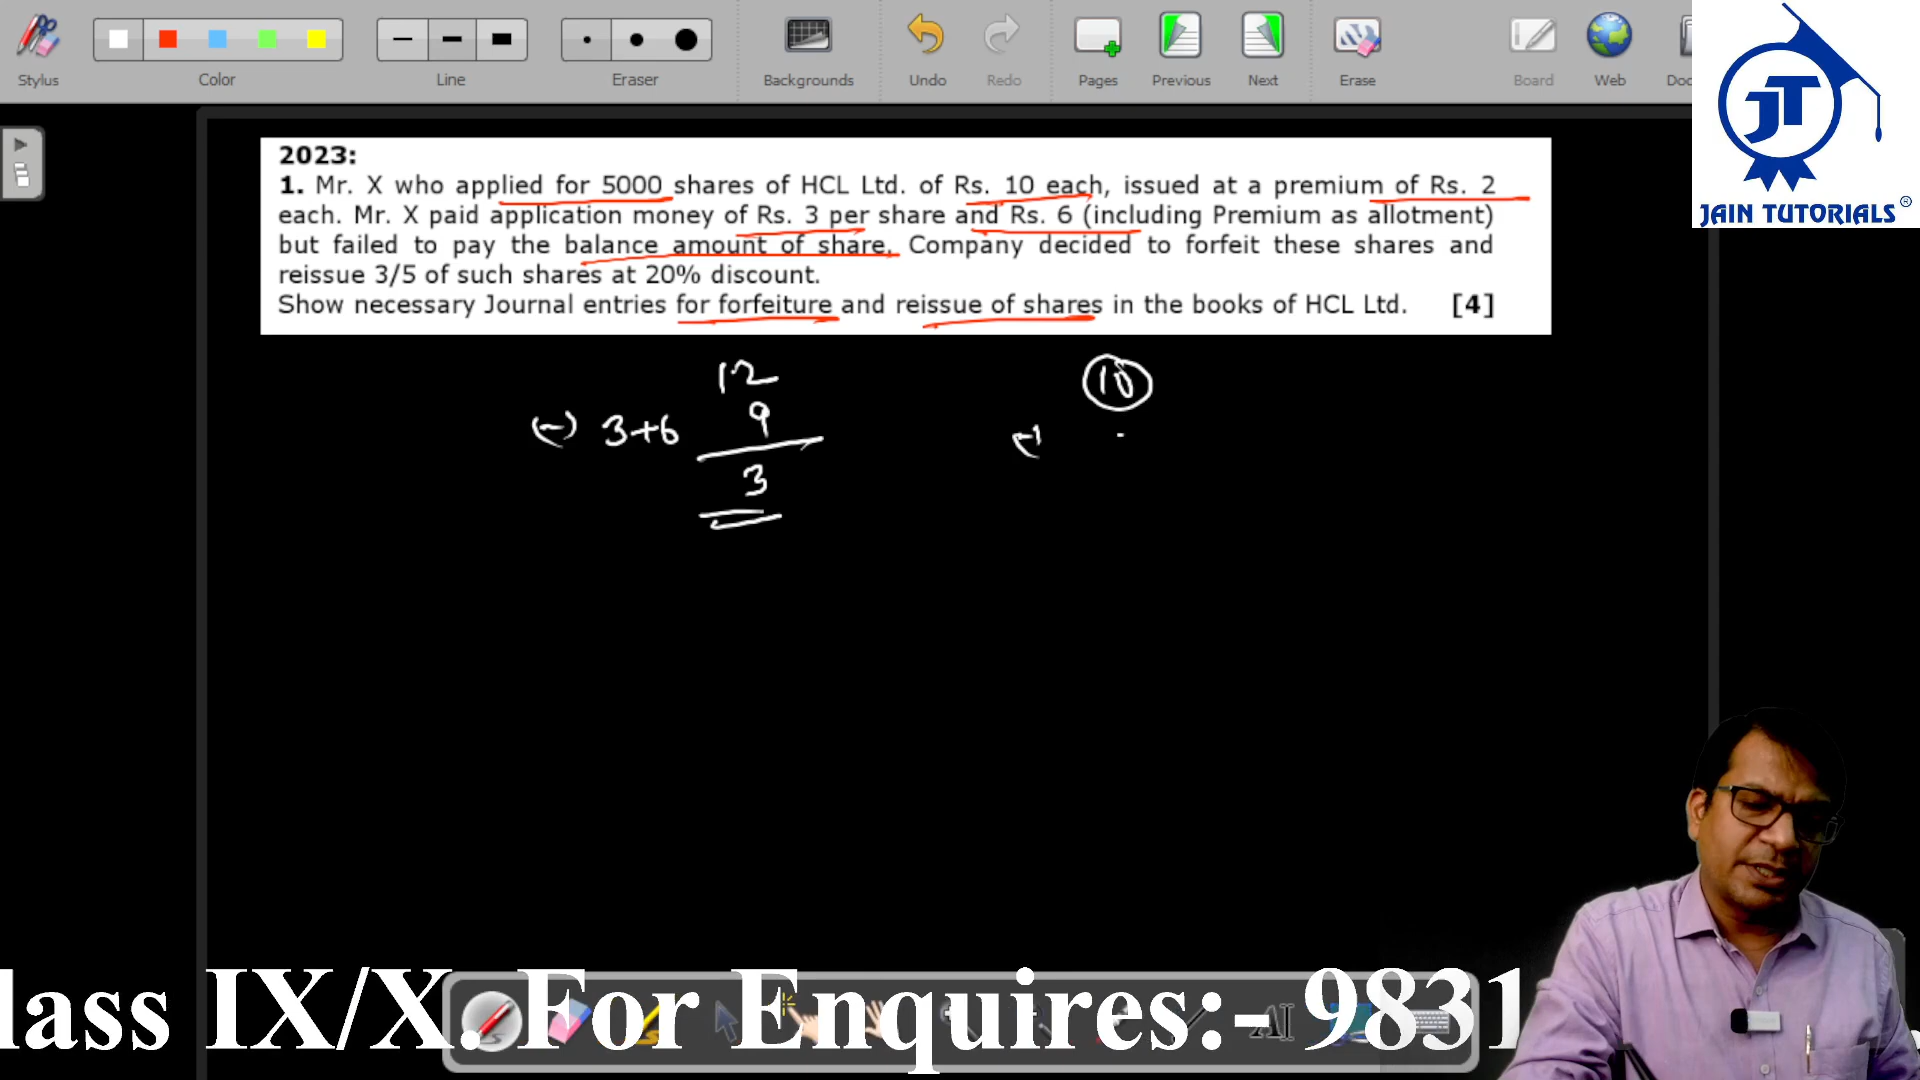 Stylus
Color
Line
Eraser
Backgrounds
Undo
Redo
Pages
Previous
Next
Erase
Board
Web
JT
JAIN TUTORIALS®
2023:
1. Mr. X who applied for 5000 shares of HCL Ltd. of Rs. 10 each, issued at a premium of Rs. 2
each. Mr. X paid application money of Rs. 3 per share and Rs. 6 (including Premium as allotment)
but failed to pay the balance amount of share. Company decided to forfeit these shares and
reissue 3/5 of such shares at 20% discount.
Show necessary Journal entries for forfeiture and reissue of shares in the books of HCL Ltd. [4]
12
(-) 3+6 9
3
10
(-)
lass IX/X. For Enquires:- 9831
AI